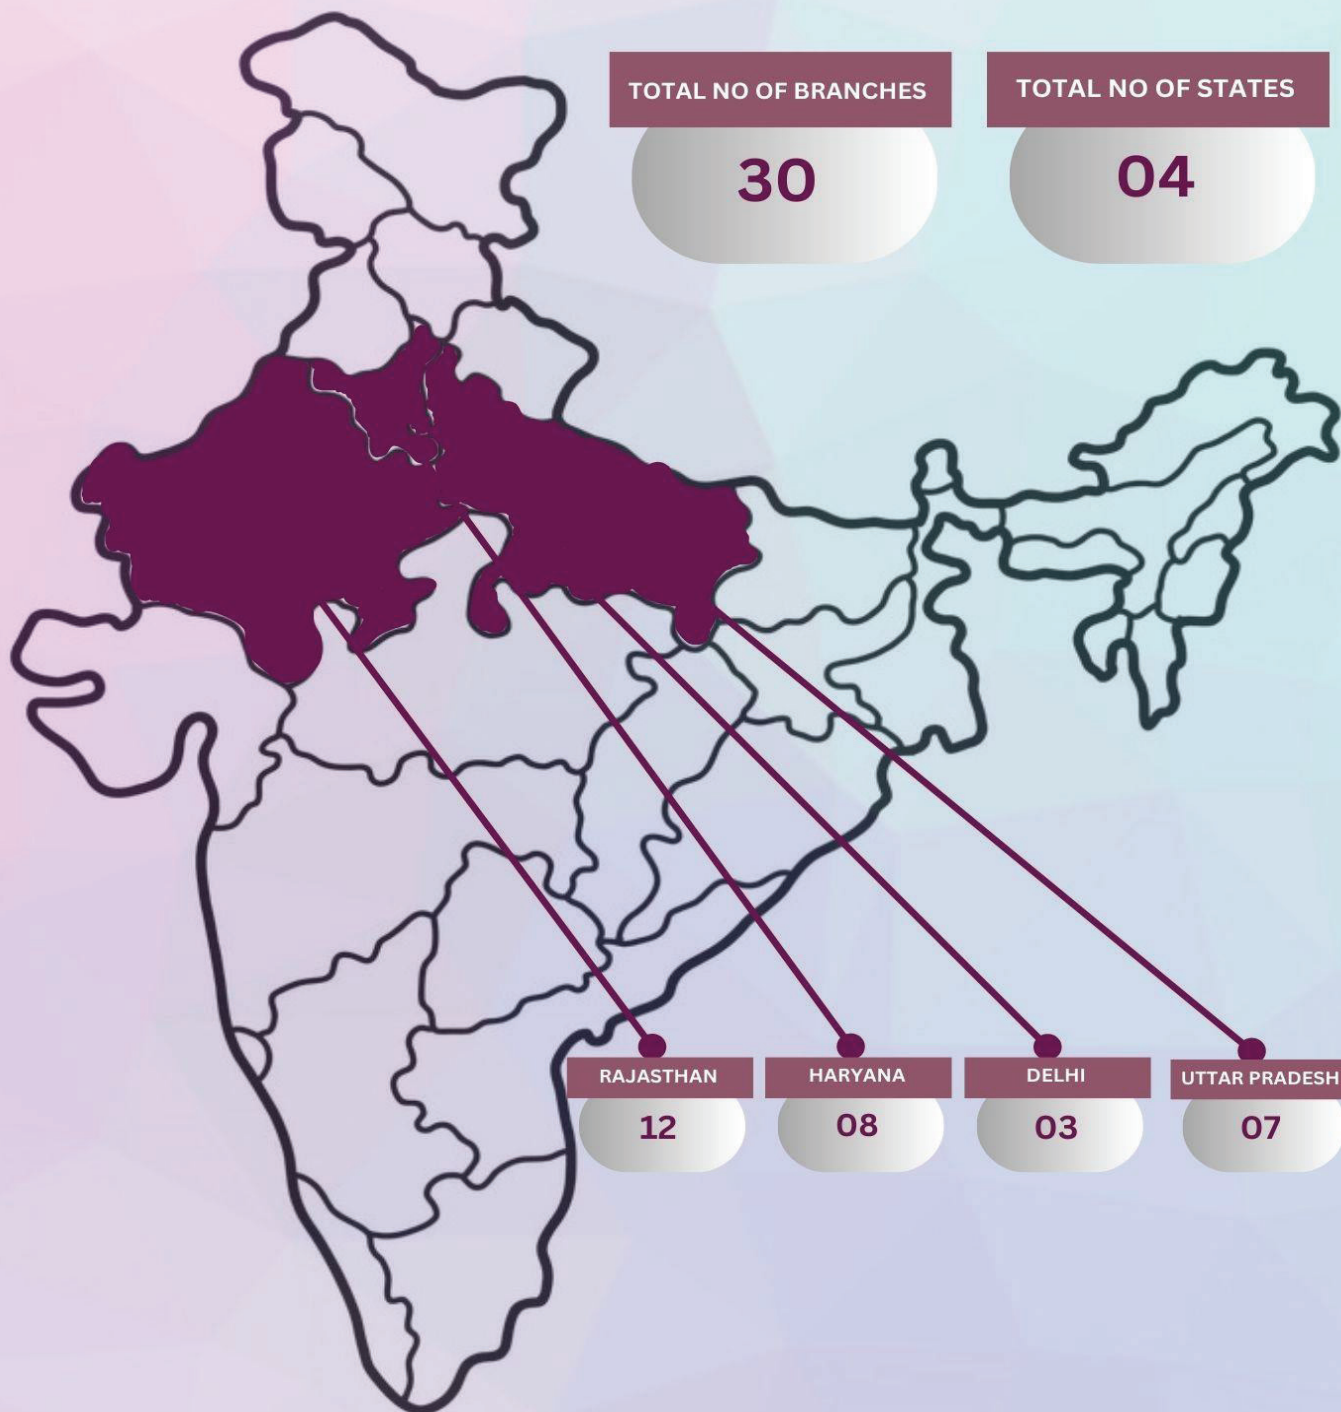 TOTAL NO OF BRANCHES
30
TOTAL NO OF STATES
04
RAJASTHAN
12
HARYANA
08
DELHI
03
UTTAR PRADESH
07